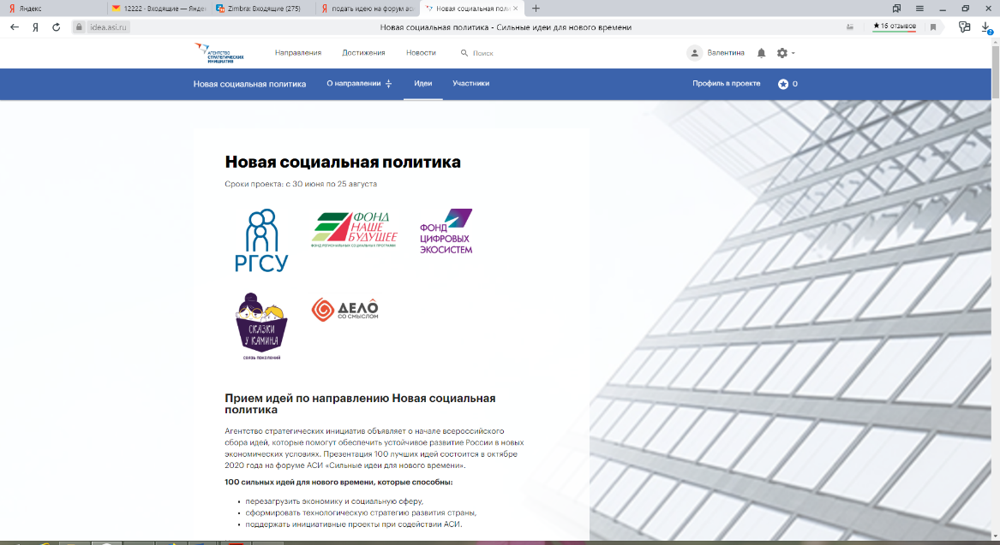 Яндекс
12222 - Входящие — Яндек
Zimbra: Входящие (275)
подать идею на форум ас
Новая социальная поли
idea.asi.ru
Новая социальная политика - Сильные идеи для нового времени
16 отзывов
2
АГЕНТСТВО
СТРАТЕГИЧЕСКИХ
ИНИЦИАТИВ
Направления
Достижения
Новости
Поиск
Валентина
Новая социальная политика
О направлении
Идеи
Участники
Профиль в проекте
0
Новая социальная политика
Сроки проекта: с 30 июня по 25 августа
РГСУ
ФОНД
НАШЕ
БУДУЩЕЕ
ФОНД РЕГИОНАЛЬНЫХ СОЦИАЛЬНЫХ ПРОГРАММ
ФОНД
ЦИФРОВЫХ
ЭКОСИСТЕМ
СКАЗКИ
У КАМИНА
СВЯЗЬ ПОКОЛЕНИЙ
ДЕЛО
СО СМЫСЛОМ
Прием идей по направлению Новая социальная
политика
Агентство стратегических инициатив объявляет о начале всероссийского
сбора идей, которые помогут обеспечить устойчивое развитие России в новых
экономических условиях. Презентация 100 лучших идей состоится в октябре
2020 года на форуме АСИ «Сильные идеи для нового времени».
100 сильных идей для нового времени, которые способны:
• перезагрузить экономику и социальную сферу,
• сформировать технологическую стратегию развития страны,
• поддержать инициативные проекты при содействии АСИ.